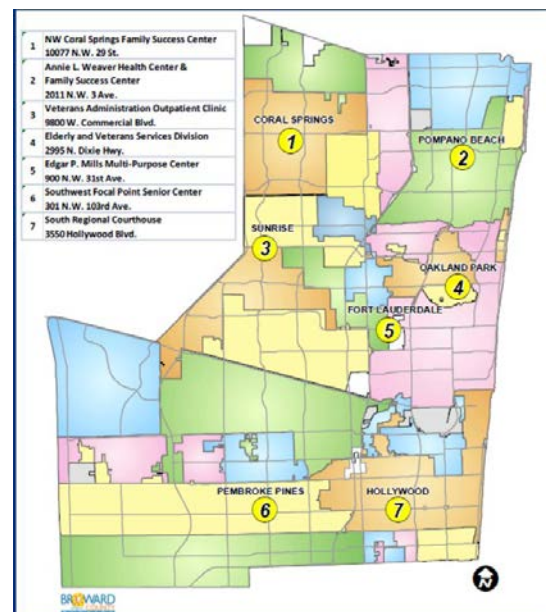 1 NW Coral Springs Family Success Center
10077 N.W. 29 St.
2 Annie L. Weaver Health Center &
Family Success Center
2011 N.W. 3 Ave.
3 Veterans Administration Outpatient Clinic
9800 W. Commercial Blvd.
4 Elderly and Veterans Services Division
2995 N. Dixie Hwy.
5 Edgar P. Mills Multi-Purpose Center
900 N.W. 31st Ave.
6 Southwest Focal Point Senior Center
301 N.W. 103rd Ave.
7 South Regional Courthouse
3550 Hollywood Blvd.
CORAL SPRINGS
1
POMPANO BEACH
2
SUNRISE
3
OAKLAND PARK
4
FORT LAUDERDALE
5
PEMBROKE PINES
6
HOLLYWOOD
7
N
BROWARD
COUNTY